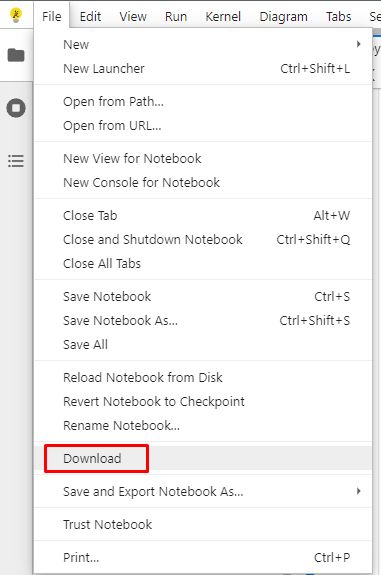 File Edit View Run Kernel Diagram Tabs
New
New Launcher Ctrl+Shift+L
Open from Path...
Open from URL...
New View for Notebook
New Console for Notebook
Close Tab Alt+W
Close and Shutdown Notebook Ctrl+Shift+Q
Close All Tabs
Save Notebook Ctrl+S
Save Notebook As... Ctrl+Shift+S
Save All
Reload Notebook from Disk
Revert Notebook to Checkpoint
Rename Notebook...
Download
Save and Export Notebook As...
Trust Notebook
Print... Ctrl+P